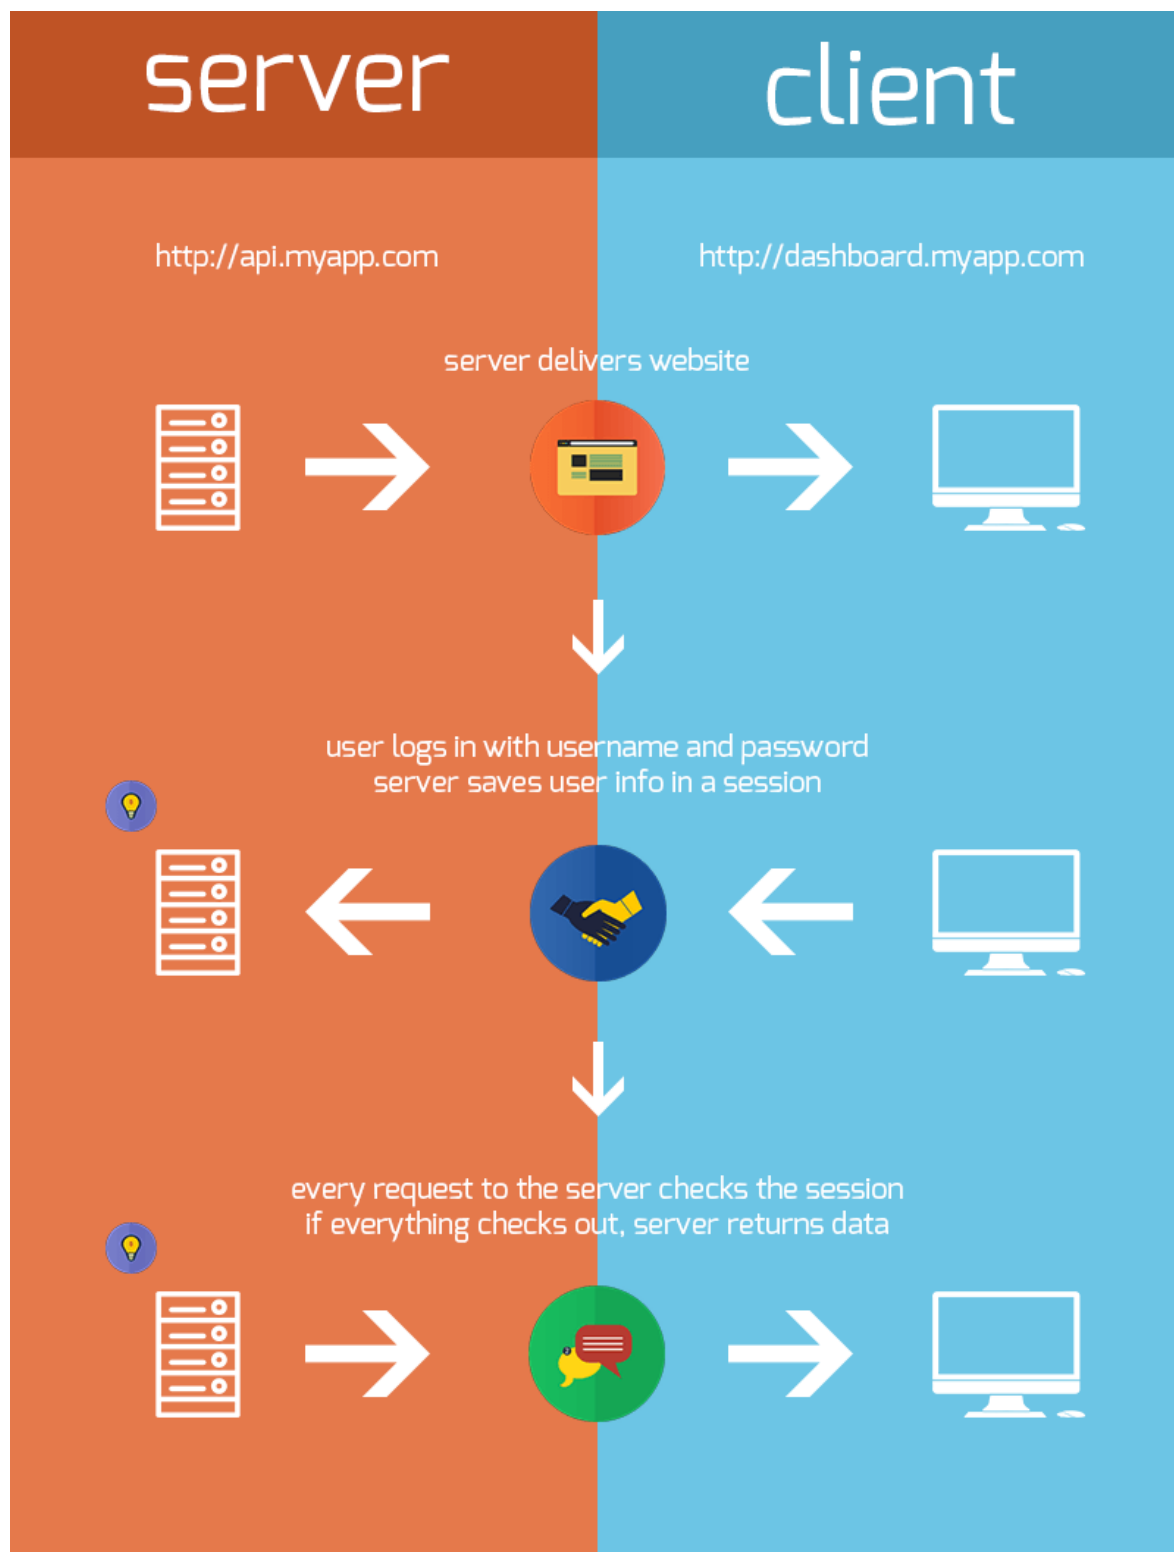 server
client
http://api.myapp.com
http://dashboard.myapp.com
server delivers website
user logs in with username and password
server saves user info in a session
every request to the server checks the session
if everything checks out, server returns data